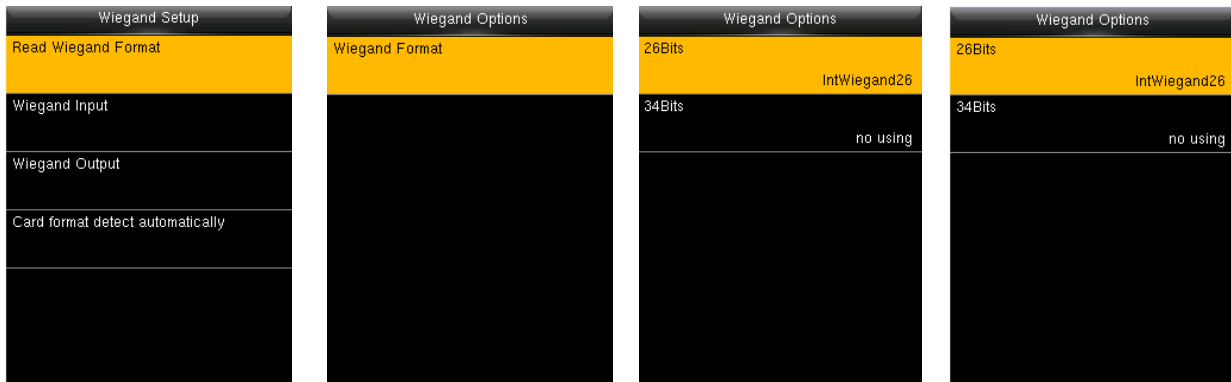 Wiegand Setup
Read Wiegand Format
Wiegand Input
Wiegand Output
Card format detect automatically
Wiegand Options
Wiegand Format
Wiegand Options
26Bits
IntWiegand26
34Bits
no using
Wiegand Options
26Bits
IntWiegand26
34Bits
no using